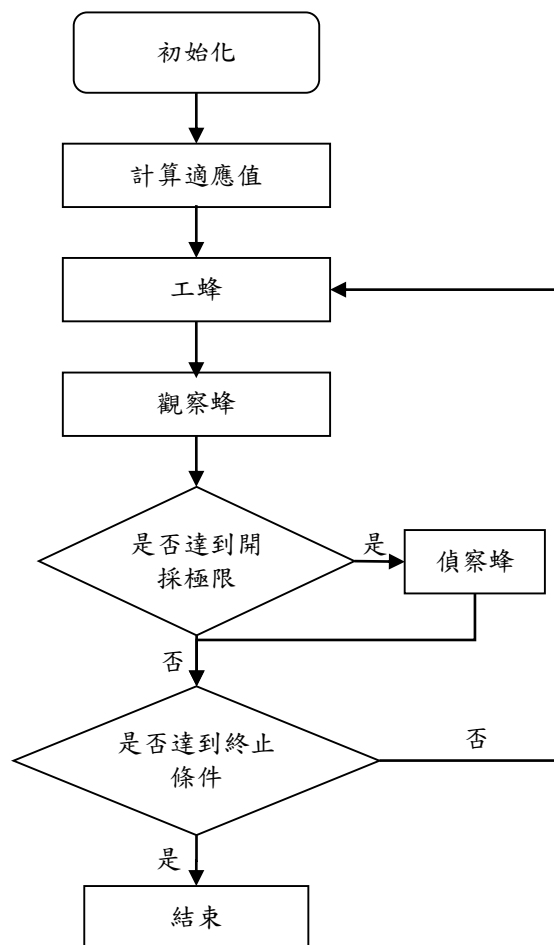 初始化
計算適應值
工蜂
觀察蜂
是否達到開
採極限
是
偵察蜂
否
是否達到終止
條件
否
是
結束